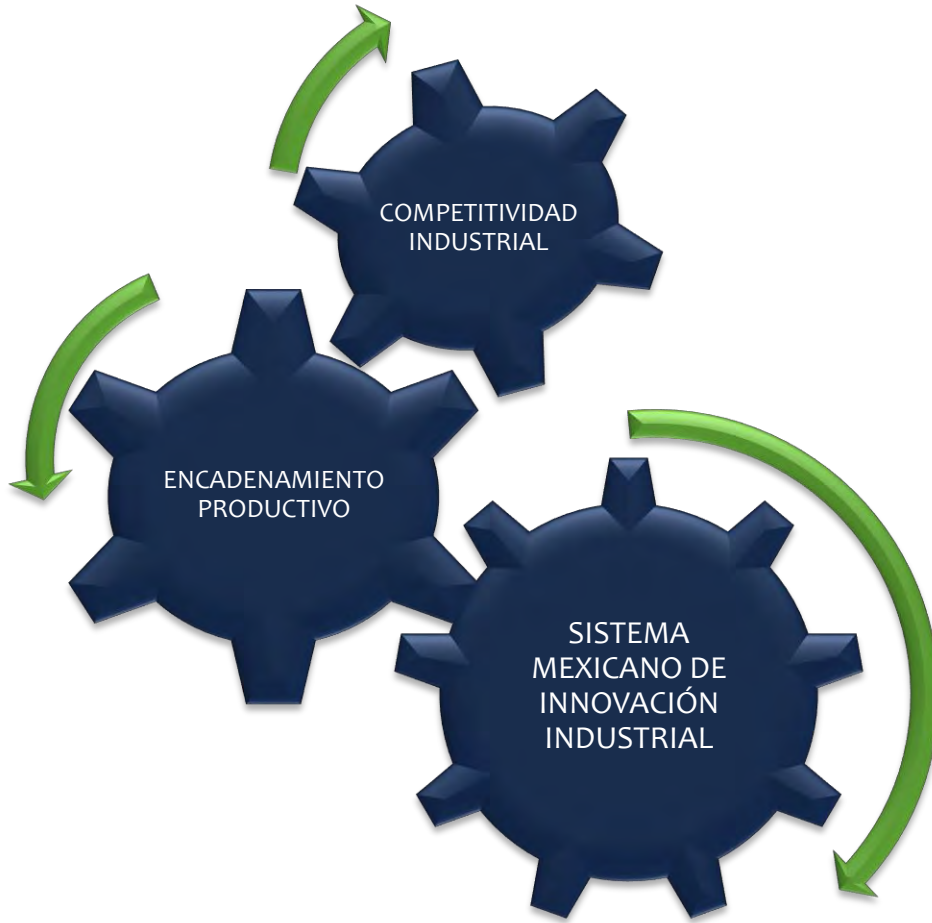 COMPETITIVIDAD
INDUSTRIAL
ENCADENAMIENTO
PRODUCTIVO
SISTEMA
MEXICANO DE
INNOVACIÓN
INDUSTRIAL